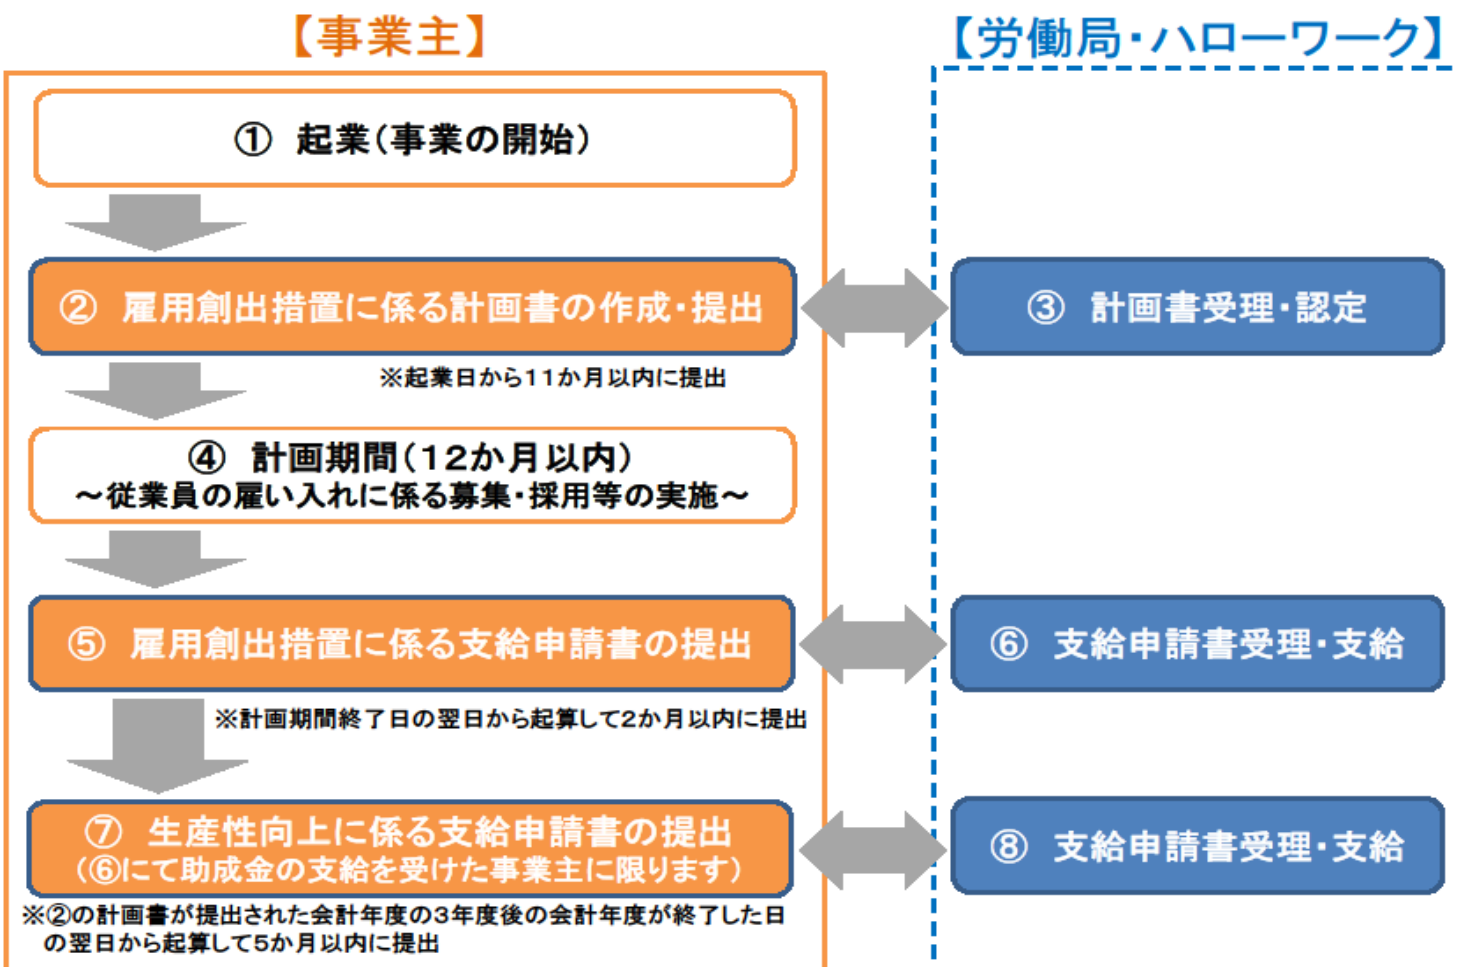 【事業主】
【労働局・ハローワーク】
① 起業(事業の開始)
② 雇用創出措置に係る計画書の作成・提出
③ 計画書受理・認定
※起業日から11か月以内に提出
④ 計画期間(12か月以内)
～従業員の雇い入れに係る募集・採用等の実施～
⑤ 雇用創出措置に係る支給申請書の提出
⑥ 支給申請書受理・支給
※計画期間終了日の翌日から起算して2か月以内に提出
⑦ 生産性向上に係る支給申請書の提出
(⑥にて助成金の支給を受けた事業主に限ります)
⑧ 支給申請書受理・支給
※②の計画書が提出された会計年度の3年度後の会計年度が終了した日
の翌日から起算して5か月以内に提出